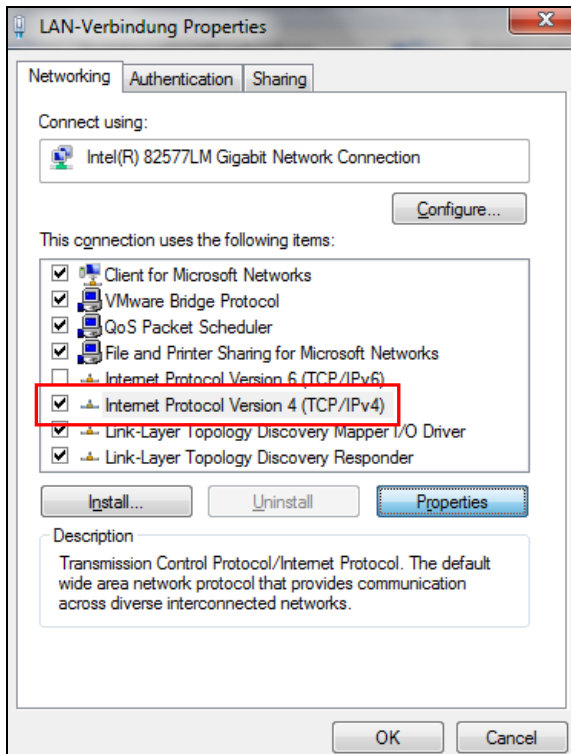 LAN-Verbindung Properties
Networking Authentication Sharing
Connect using:
Intel(R) 82577LM Gigabit Network Connection
Configure...
This connection uses the following items:
Client for Microsoft Networks
VMware Bridge Protocol
QoS Packet Scheduler
File and Printer Sharing for Microsoft Networks
Internet Protocol Version 6 (TCP/IPv6)
Internet Protocol Version 4 (TCP/IPv4)
Link-Layer Topology Discovery Mapper I/O Driver
Link-Layer Topology Discovery Responder
Install... Uninstall Properties
Description
Transmission Control Protocol/Internet Protocol. The default
wide area network protocol that provides communication
across diverse interconnected networks.
OK Cancel